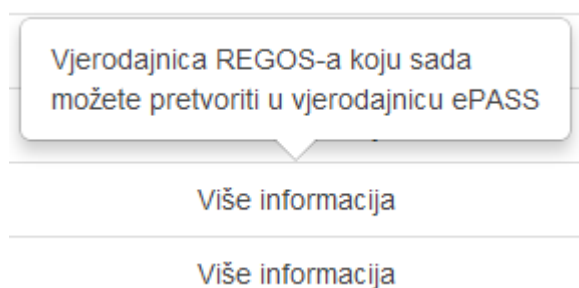 Vjerodajnica REGOS-a koju sada
možete pretvoriti u vjerodajnicu ePASS
Više informacija
Više informacija